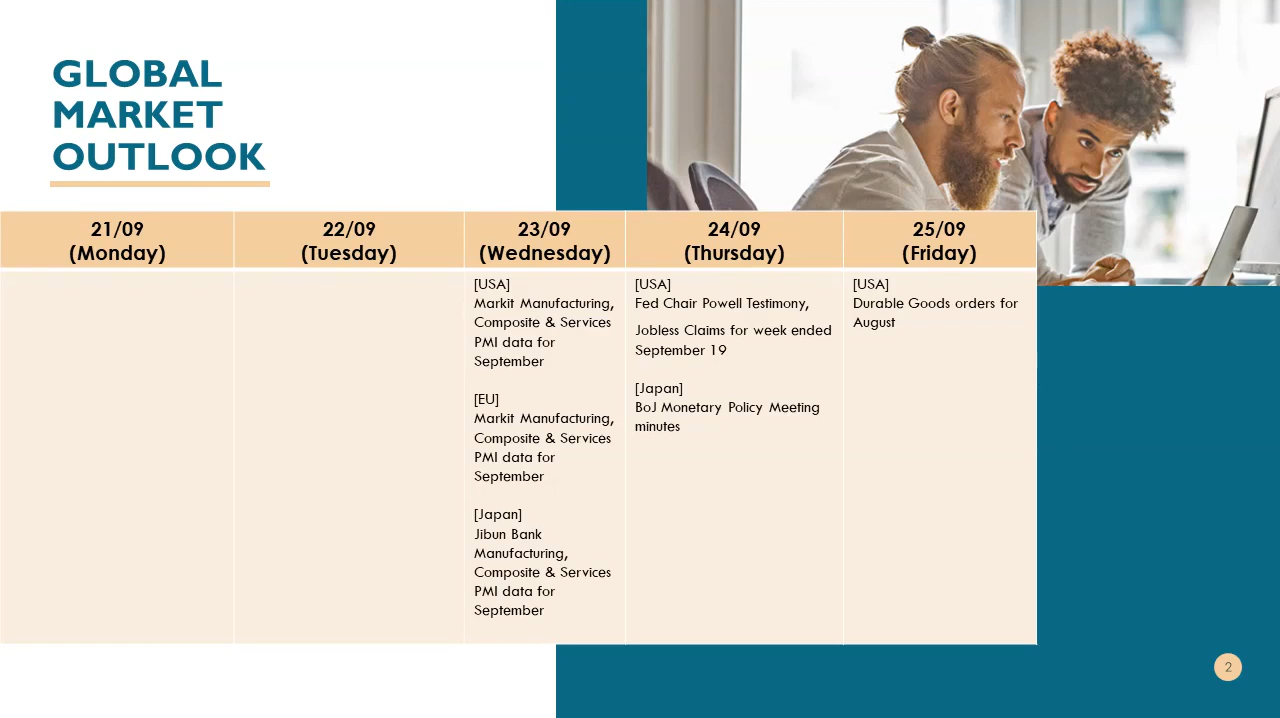 GLOBAL
MARKET
OUTLOOK
21/09
(Monday)
22/09
(Tuesday)
23/09
(Wednesday)
24/09
(Thursday)
25/09
(Friday)
[USA]
Markit Manufacturing,
Composite & Services
PMI data for
September
[EU]
Markit Manufacturing,
Composite & Services
PMI data for
September
[Japan]
Jibun Bank
Manufacturing,
Composite & Services
PMI data for
September
[USA]
Fed Chair Powell Testimony,
Jobless Claims for week ended
September 19
[Japan]
BoJ Monetary Policy Meeting
minutes
[USA]
Durable Goods orders for
August
2